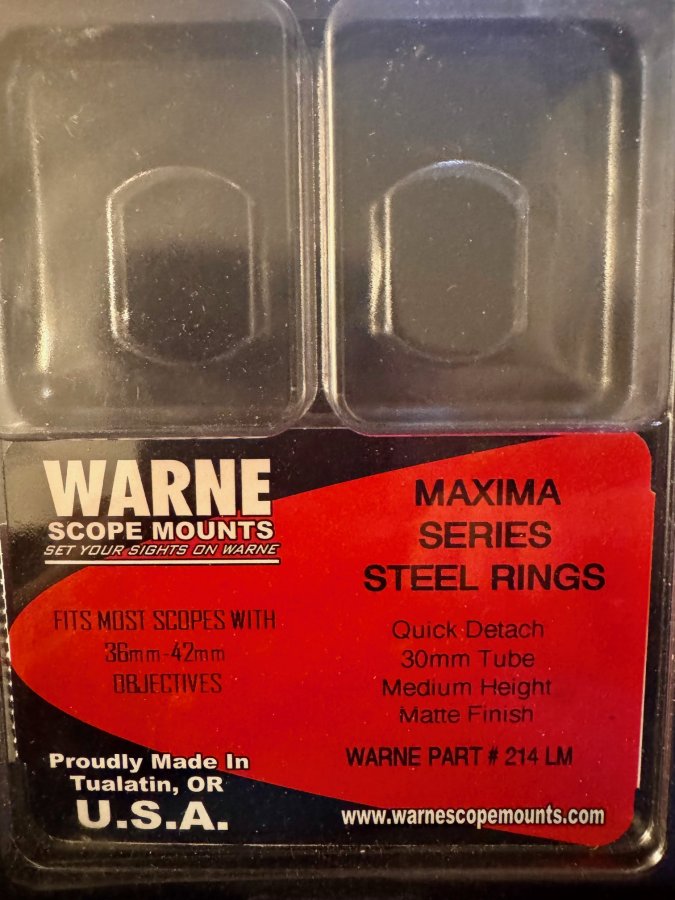 WARNE
SCOPE MOUNTS
SET YOUR SIGHTS ON WARNE
FITS MOST SCOPES WITH
36mm-42mm
OBJECTIVES
Proudly Made In
Tualatin, OR
U.S.A.
MAXIMA
SERIES
STEEL RINGS
Quick Detach
30mm Tube
Medium Height
Matte Finish
WARNE PART # 214 LM
www.warnescopemounts.com